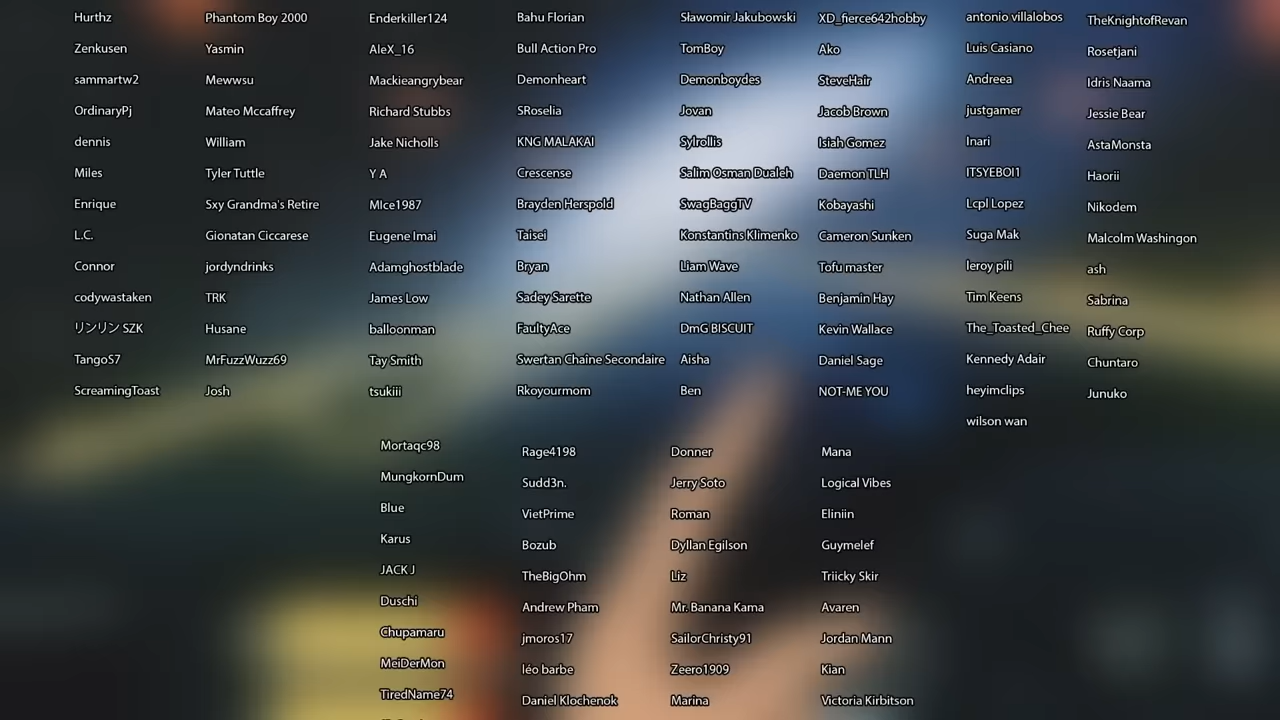 Hurthz
Zenkusen
sammartw2
OrdinaryPj
dennis
Miles
Enrique
L.C.
Connor
codywastaken
リンリン SZK
TangoS7
ScreamingToast
Phantom Boy 2000
Yasmin
Mewwsu
Mateo Mccaffrey
William
Tyler Tuttle
Sxy Grandma's Retire
Gionatan Ciccarese
jordyndrinks
TRK
Husane
MrFuzzWuzz69
Josh
Enderkiller124
AleX_16
Mackieangrybear
Richard Stubbs
Jake Nicholls
Y A
MIce1987
Eugene Imai
Adamghostblade
James Low
balloonman
Tay Smith
tsukiii
Bahu Florian
Bull Action Pro
Demonheart
SRoselia
KNG MALAKAI
Crescense
Brayden Herspold
Taisei
Bryan
Sadey Sarette
FaultyAce
Swertan Chaîne Secondaire
Rkoyourmom
Sławomir Jakubowski
TomBoy
Demonboydes
Jovan
Sylrollis
Salim Osman Dualeh
SwagBaggTV
Konstantins Klimenko
Liam Wave
Nathan Allen
DmG BISCUIT
Aisha
Ben
XD_fierce642hobby
Ako
SteveHair
Jacob Brown
Isiah Gomez
Daemon TLH
Kobayashi
Cameron Sunken
Tofu master
Benjamin Hay
Kevin Wallace
Daniel Sage
NOT-ME YOU
antonio villalobos
Luis Casiano
Andreea
justgamer
Inari
ITSYEBOI1
Lcpl Lopez
Suga Mak
leroy pili
Tim Keens
The_Toasted_Chee
Kennedy Adair
heyimclips
wilson wan
TheKnightofRevan
Rosetjani
Idris Naama
Jessie Bear
AstaMonsta
Haorii
Nikodem
Malcolm Washingon
ash
Sabrina
Ruffy Corp
Chuntaro
Junuko
Mortaqc98
MungkornDum
Blue
Karus
JACK J
Duschi
Chupamaru
MeiDerMon
TiredName74
Rage4198
Sudd3n.
VietPrime
Bozub
TheBigOhm
Andrew Pham
jmoros17
léo barbe
Daniel Klochenok
Donner
Jerry Soto
Roman
Dyllan Egilson
Liz
Mr. Banana Kama
SailorChristy91
Zeero1909
Marina
Mana
Logical Vibes
Eliniin
Guymelef
Triicky Skir
Avaren
Jordan Mann
Kian
Victoria Kirbitson